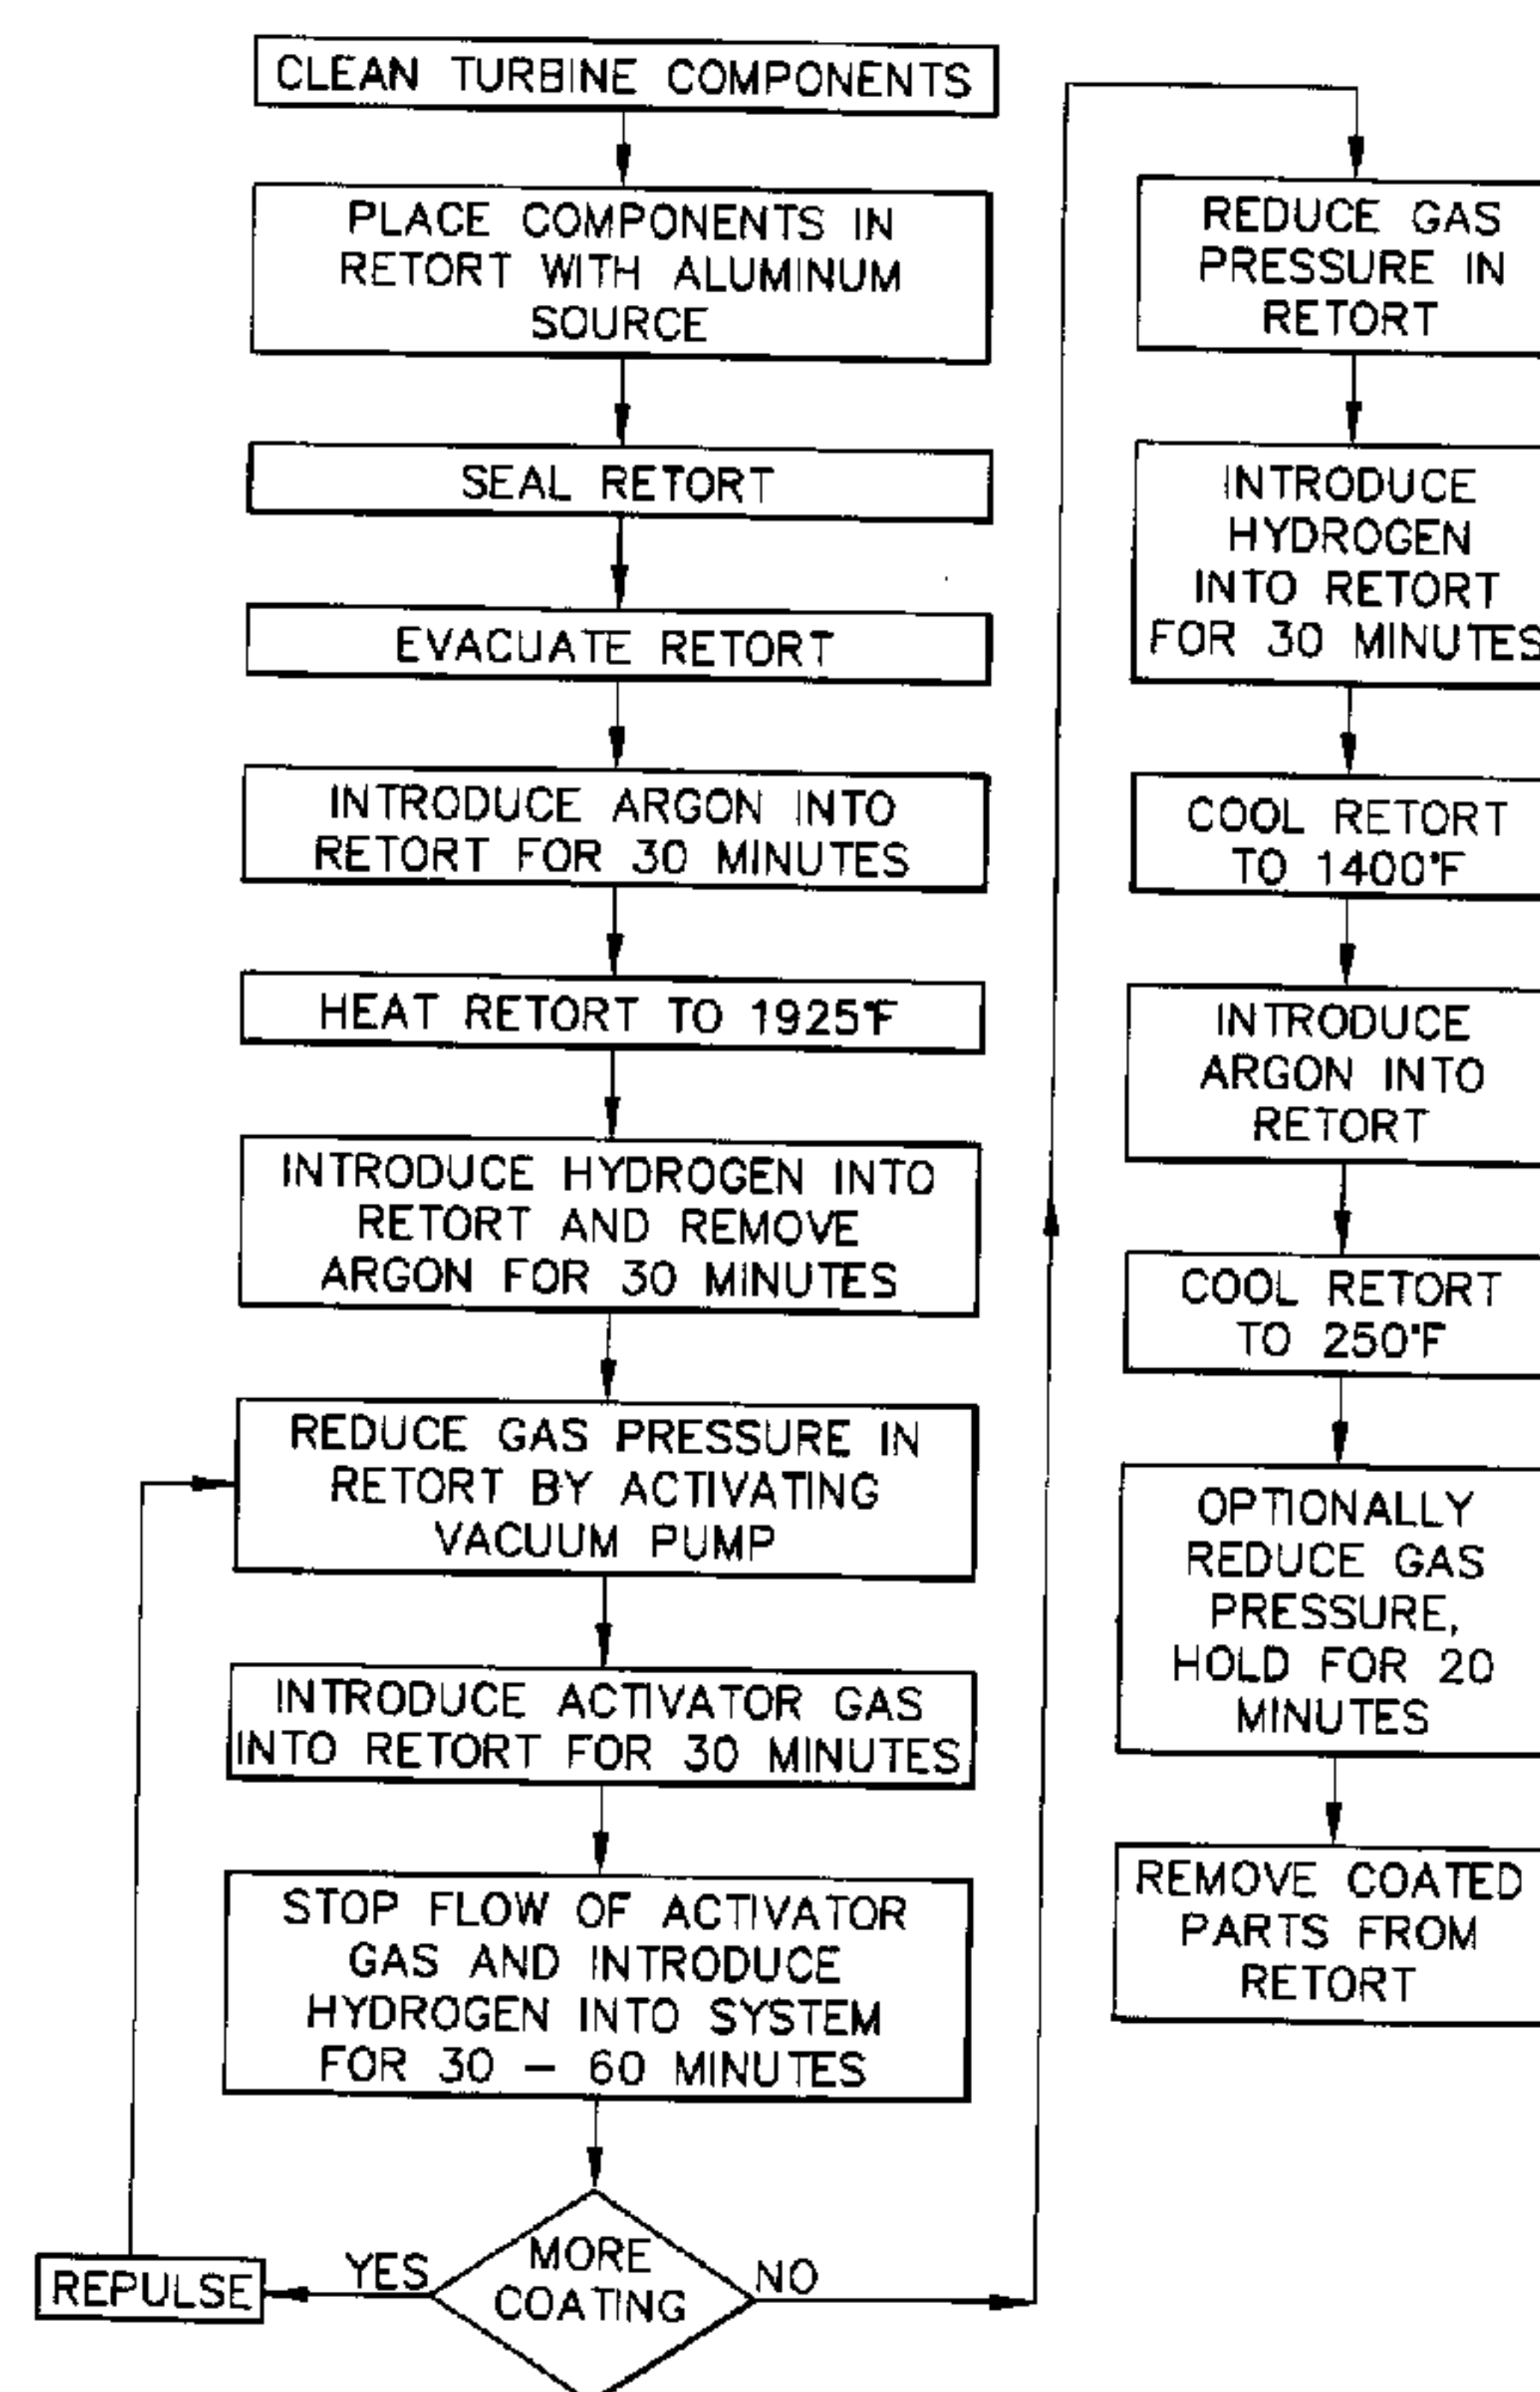 CLEAN TURBINE COMPONENTS
PLACE COMPONENTS IN
RETORT WITH ALUMINUM
SOURCE
SEAL RETORT
EVACUATE RETORT
INTRODUCE ARGON INTO
RETORT FOR 30 MINUTES
HEAT RETORT TO 1925°F
INTRODUCE HYDROGEN INTO
RETORT AND REMOVE
ARGON FOR 30 MINUTES
REDUCE GAS PRESSURE IN
RETORT BY ACTIVATING
VACUUM PUMP
INTRODUCE ACTIVATOR GAS
INTO RETORT FOR 30 MINUTES
STOP FLOW OF ACTIVATOR
GAS AND INTRODUCE
HYDROGEN INTO SYSTEM
FOR 30 – 60 MINUTES
MORE
COATING
YES
REPULSE
NO
REDUCE GAS
PRESSURE IN
RETORT
INTRODUCE
HYDROGEN
INTO RETORT
FOR 30 MINUTES
COOL RETORT
TO 1400°F
INTRODUCE
ARGON INTO
RETORT
COOL RETORT
TO 250°F
OPTIONALLY
REDUCE GAS
PRESSURE,
HOLD FOR 20
MINUTES
REMOVE COATED
PARTS FROM
RETORT